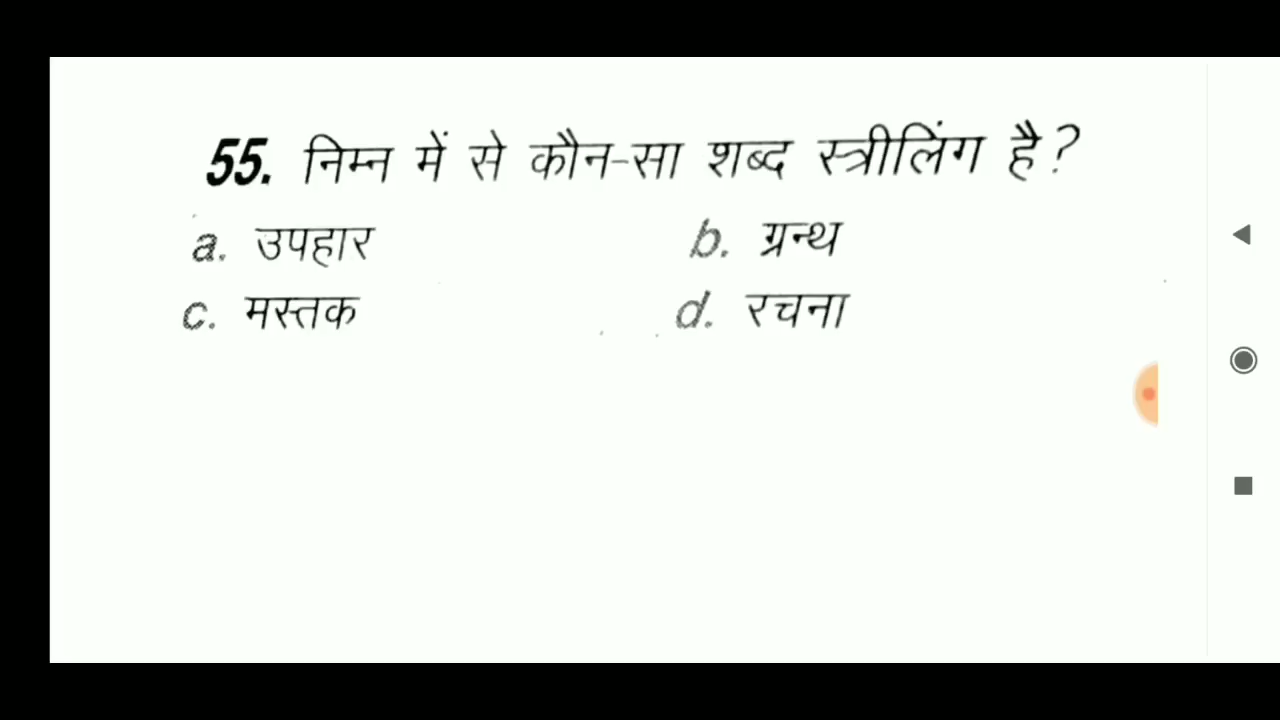 55. निम्न में से कौन-सा शब्द स्त्रीलिंग है?
a. उपहार b. ग्रन्थ
c. मस्तक d. रचना